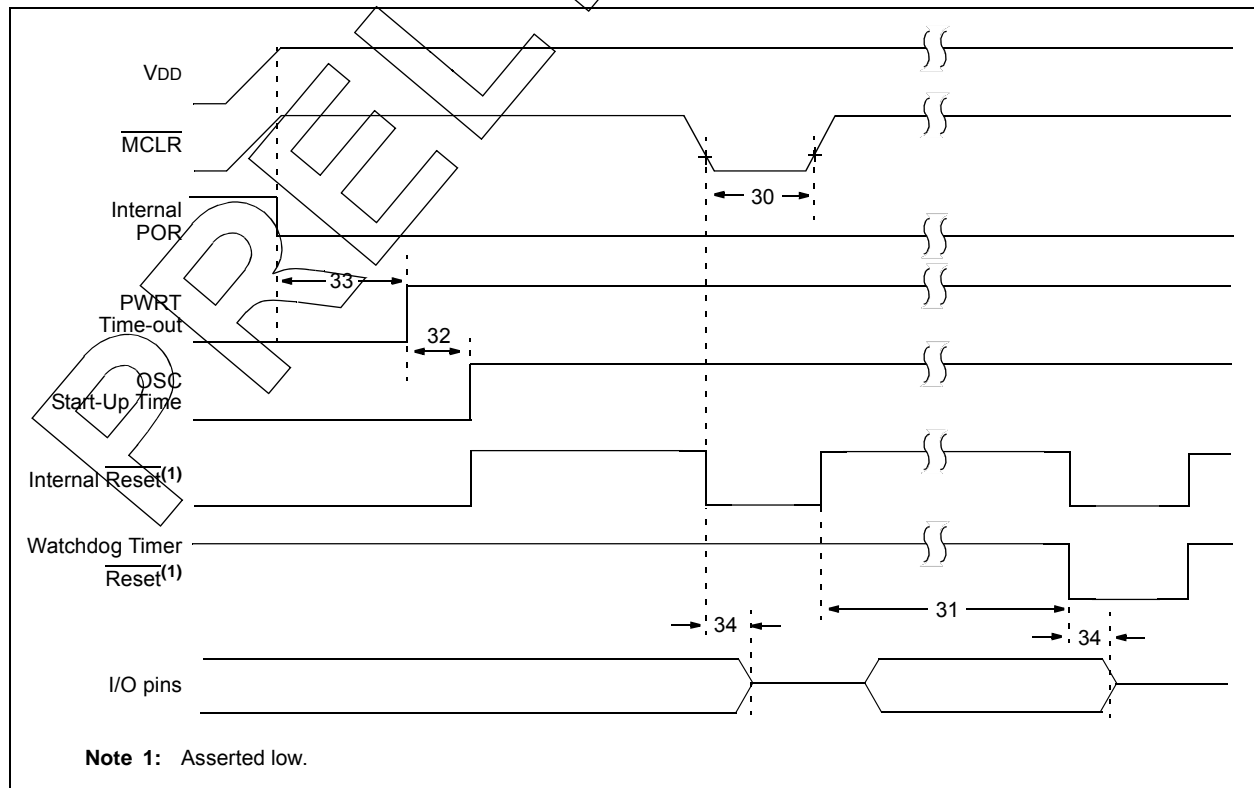 VDD
MCLR
30
Internal
POR
33
PWRT
Time-out
32
OSC
Start-Up Time
Internal Reset(1)
Watchdog Timer
Reset(1)
31
34
34
I/O pins
Note 1: Asserted low.
PREL